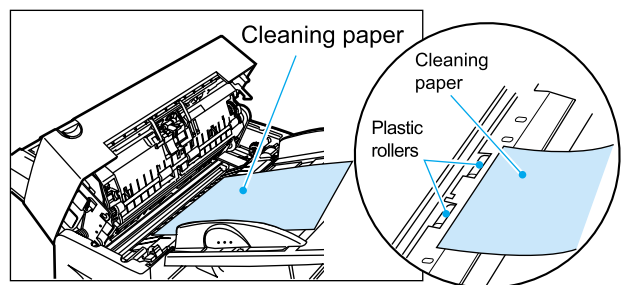 Cleaning paper
Cleaning
paper
Plastic
rollers